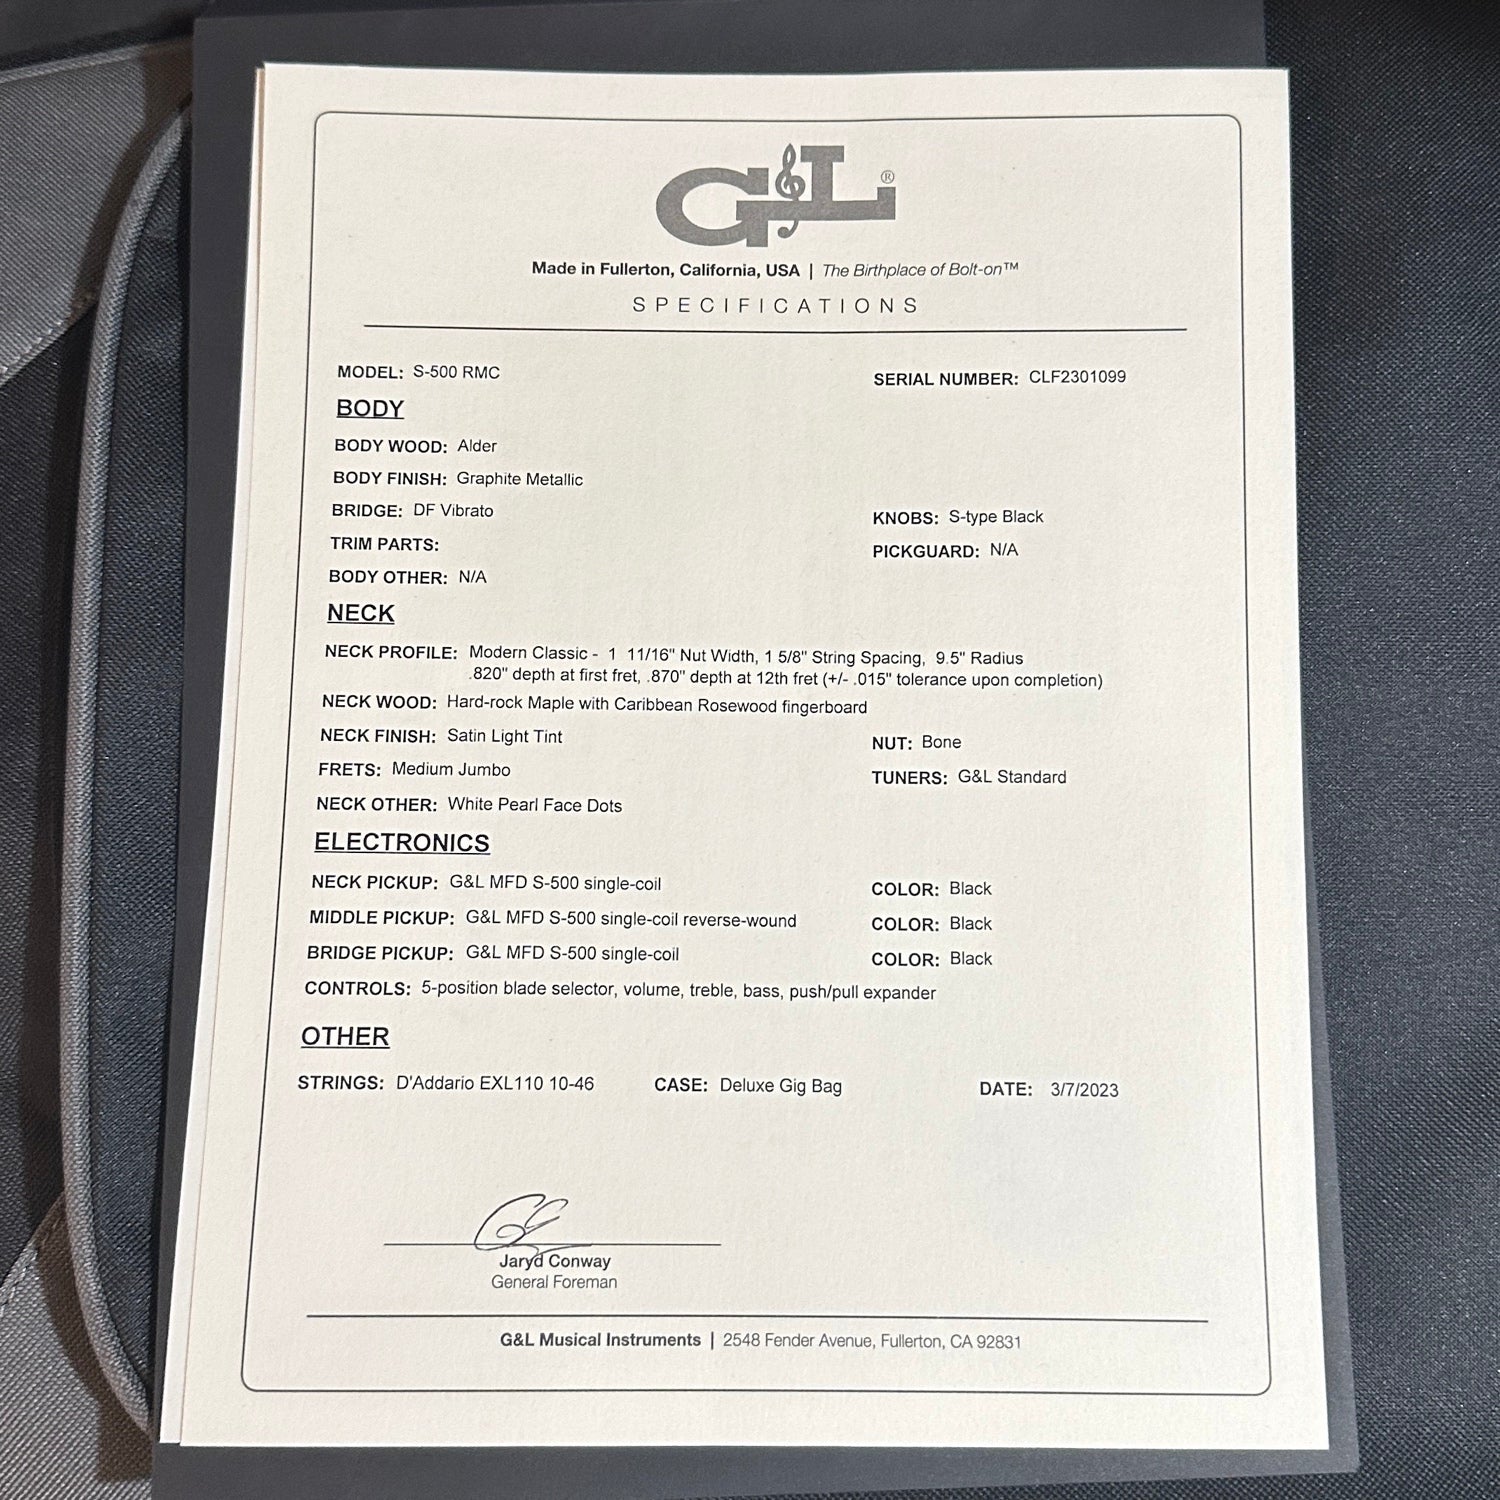 G&L®
Made in Fullerton, California, USA | The Birthplace of Bolt-on™
SPECIFICATIONS
MODEL: S-500 RMC
SERIAL NUMBER: CLF2301099
BODY
BODY WOOD: Alder
BODY FINISH: Graphite Metallic
BRIDGE: DF Vibrato
KNOBS: S-type Black
TRIM PARTS:
PICKGUARD: N/A
BODY OTHER: N/A
NECK
NECK PROFILE: Modern Classic - 1 11/16" Nut Width, 1 5/8" String Spacing, 9.5" Radius
.820" depth at first fret, .870" depth at 12th fret (+/- .015" tolerance upon completion)
NECK WOOD: Hard-rock Maple with Caribbean Rosewood fingerboard
NECK FINISH: Satin Light Tint
NUT: Bone
FRETS: Medium Jumbo
TUNERS: G&L Standard
NECK OTHER: White Pearl Face Dots
ELECTRONICS
NECK PICKUP: G&L MFD S-500 single-coil
COLOR: Black
MIDDLE PICKUP: G&L MFD S-500 single-coil reverse-wound
COLOR: Black
BRIDGE PICKUP: G&L MFD S-500 single-coil
COLOR: Black
CONTROLS: 5-position blade selector, volume, treble, bass, push/pull expander
OTHER
STRINGS: D'Addario EXL110 10-46 CASE: Deluxe Gig Bag DATE: 3/7/2023
Jaryd Conway
General Foreman
G&L Musical Instruments | 2548 Fender Avenue, Fullerton, CA 92831